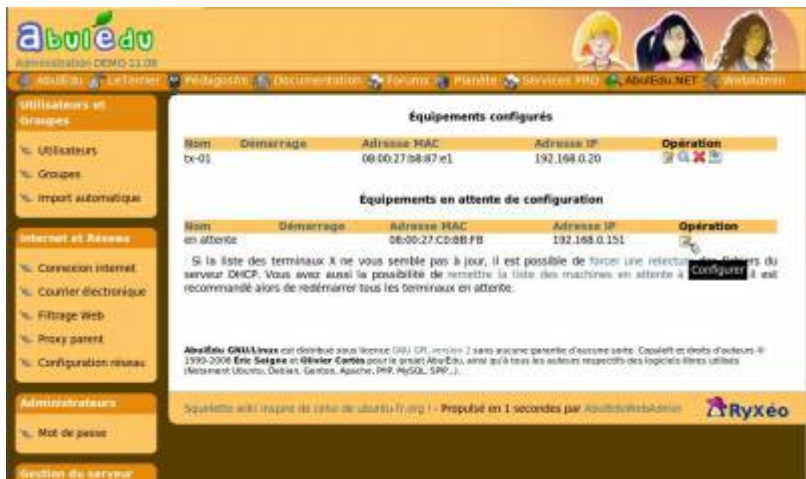 abulédu
Administration DEMO 11.08
AbulÉdu LeTerrier Pédagosite Documentation Forums Planète Services PRO AbulEdu.NET WebAdmin
Utilisateurs et Groupes
Utilisateurs
Groupes
Import automatique
Internet et Réseau
Connexion internet
Courrier électronique
Filtrage Web
Proxy parent
Configuration réseau
Administrateurs
Mot de passe
Gestion du serveur
Équipements configurés
Nom Démarrage Adresse MAC Adresse IP Opération
tx-01 08:00:27:b8:87:e1 192.168.0.20
Équipements en attente de configuration
Nom Démarrage Adresse MAC Adresse IP Opération
en attente 08:00:27:C0:8B:FB 192.168.0.151
Configurer
Si la liste des terminaux X ne vous semble pas à jour, il est possible de forcer une relecture des fichiers du
serveur DHCP. Vous avez aussi la possibilité de remettre la liste des machines en attente à il est
recommandé alors de redémarrer tous les terminaux en attente.
AbulÉdu GNU/Linux est distribué sous licence GNU GPL version 2 sans aucune garantie d'aucune sorte. Copyleft et droits d'auteurs ©
1999-2008 Éric Seigne et Olivier Cortès pour le projet AbulÉdu, ainsi qu'à tous les auteurs respectifs des logiciels libres utilisés
(Notament Ubuntu, Debian, Gentoo, Apache, PHP, MySQL, SPIP...).
Squelette wiki inspiré de celui de ubuntu-fr.org ! - Propulsé en 1 secondes par AbulEduWebAdmin
RyXéo